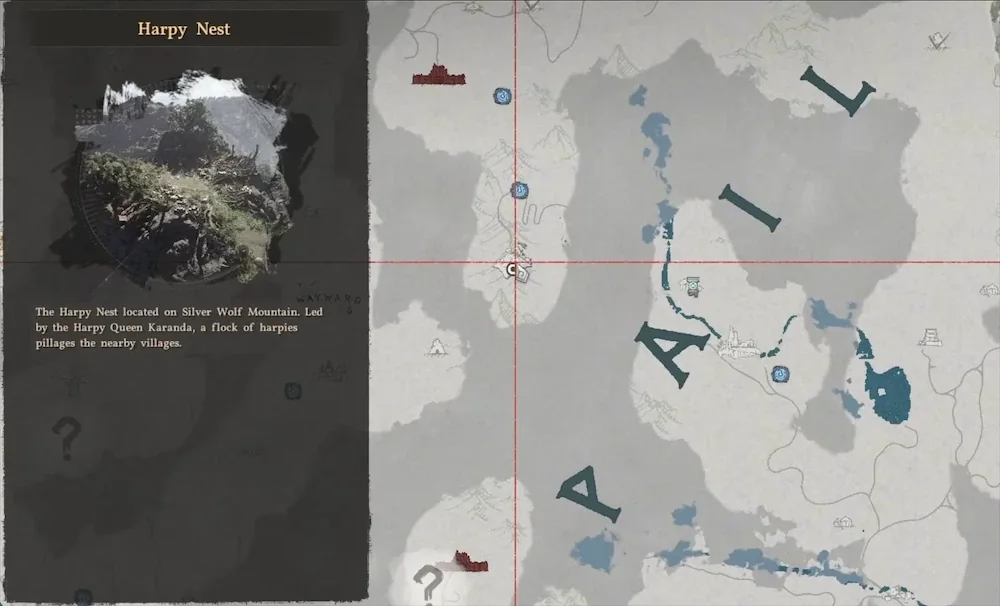 Harpy Nest
The Harpy Nest located on Silver Wolf Mountain. Led
by the Harpy Queen Karanda, a flock of harpies
pillages the nearby villages.
WAYWARD
P A I L
?
?